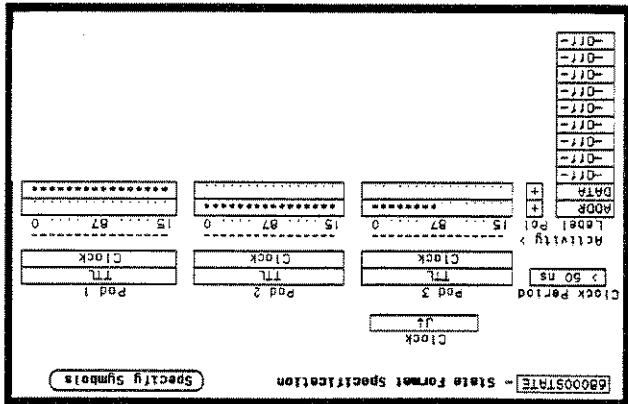 68000STATE - State Format Specification Specify Symbols
Clock
J↓
Clock Period Pod 3 Pod 2 Pod 1
> 60 ns TTL TTL TTL
Clock Clock Clock
Activity >
Label Pol 15 .... 87 .... 0 15 .... 87 .... 0 15 .... 87 .... 0
ADDR + ........******** **************** ................
DATA + ................ ................ ****************
-Off-
-Off-
-Off-
-Off-
-Off-
-Off-
-Off-
-Off-
-Off-